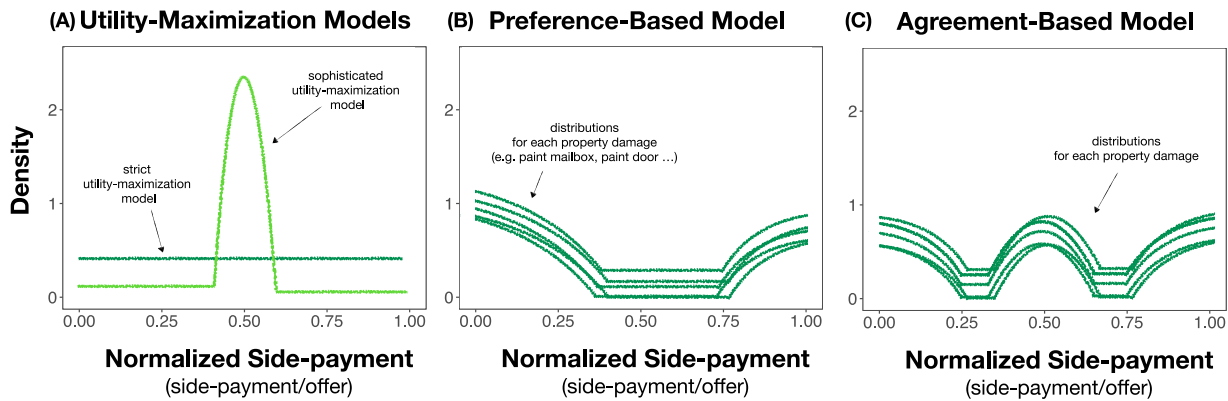 (A) Utility-Maximization Models
Density
2
1
0
0.00 0.25 0.50 0.75 1.00
strict
utility-maximization
model
sophisticated
utility-maximization
model
Normalized Side-payment
(side-payment/offer)
(B) Preference-Based Model
2
1
0
0.00 0.25 0.50 0.75 1.00
distributions
for each property damage
(e.g. paint mailbox, paint door ...)
Normalized Side-payment
(side-payment/offer)
(C) Agreement-Based Model
2
1
0
0.00 0.25 0.50 0.75 1.00
distributions
for each property damage
Normalized Side-payment
(side-payment/offer)